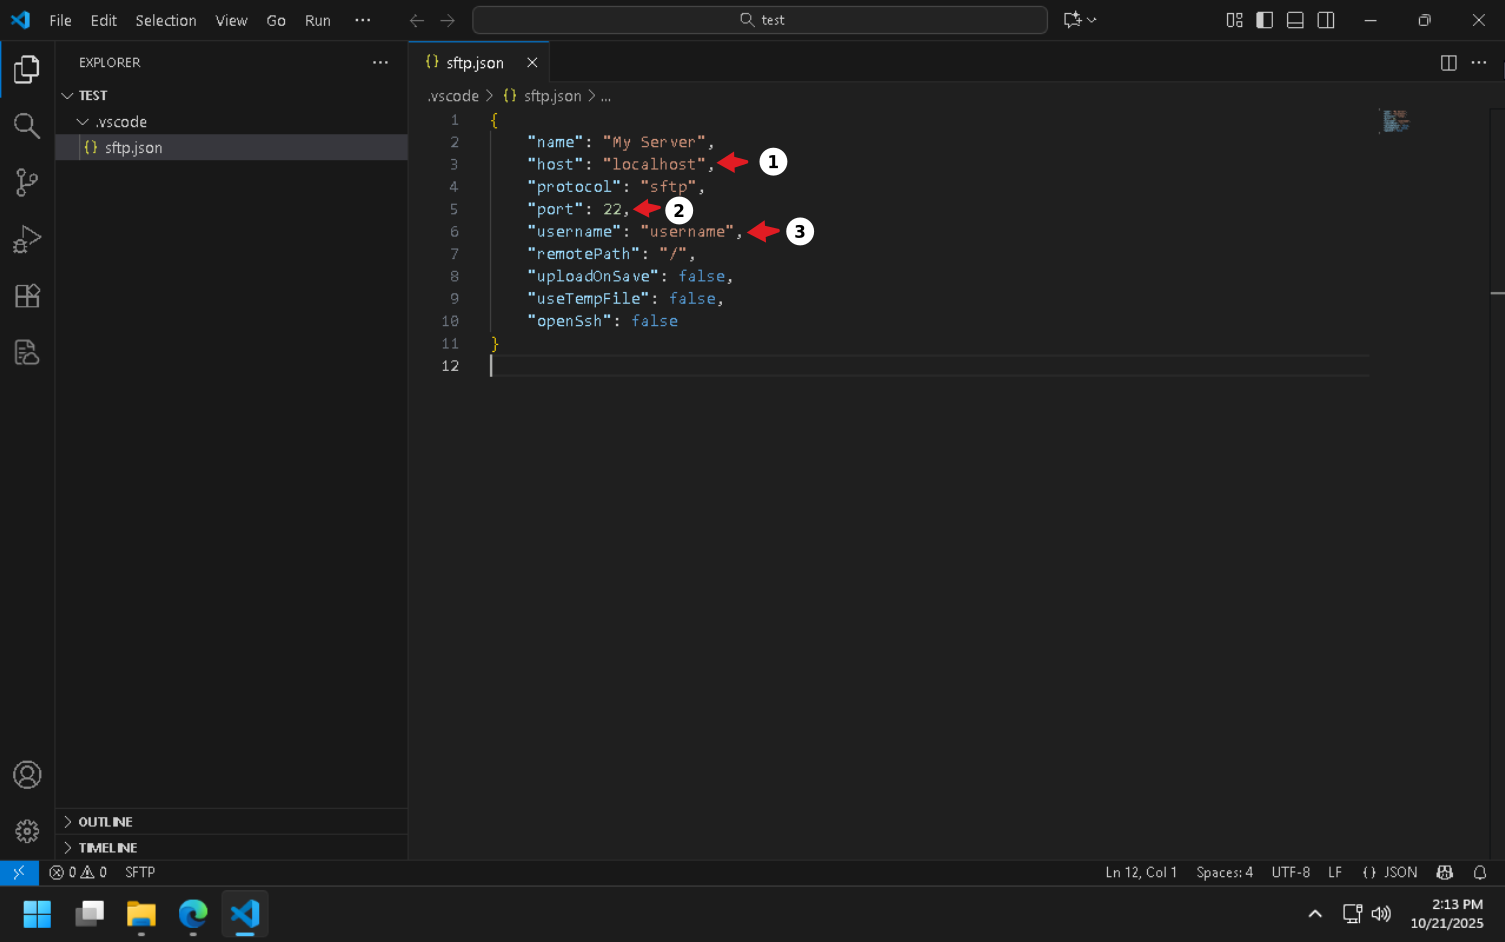 File Edit Selection View Go Run ··· test
EXPLORER ···
sftp.json
TEST
.vscode
sftp.json
.vscode > {} sftp.json > ...
1 {
2 "name": "My Server",
3 "host": "localhost", 1
4 "protocol": "sftp",
5 "port": 22, 2
6 "username": "username", 3
7 "remotePath": "/",
8 "uploadOnSave": false,
9 "useTempFile": false,
10 "openSsh": false
11 }
12
OUTLINE
TIMELINE
0 0 SFTP Ln 12, Col 1 Spaces: 4 UTF-8 LF {} JSON
2:13 PM
10/21/2025